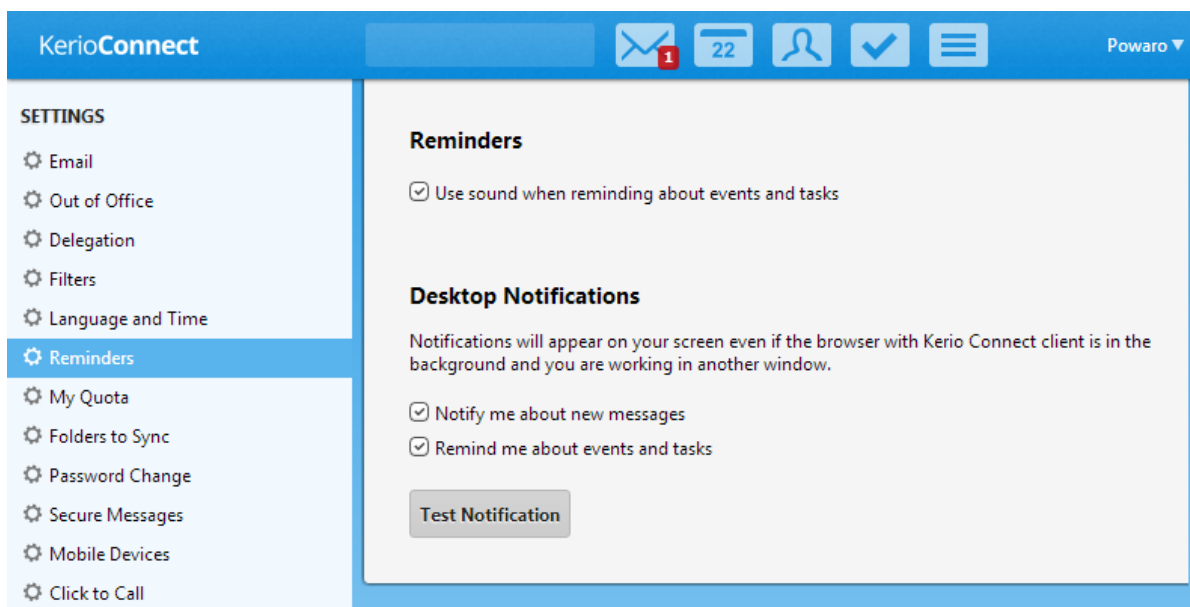 KerioConnect
1
22
Powaro
SETTINGS
Email
Out of Office
Delegation
Filters
Language and Time
Reminders
My Quota
Folders to Sync
Password Change
Secure Messages
Mobile Devices
Click to Call
Reminders
Use sound when reminding about events and tasks
Desktop Notifications
Notifications will appear on your screen even if the browser with Kerio Connect client is in the
background and you are working in another window.
Notify me about new messages
Remind me about events and tasks
Test Notification